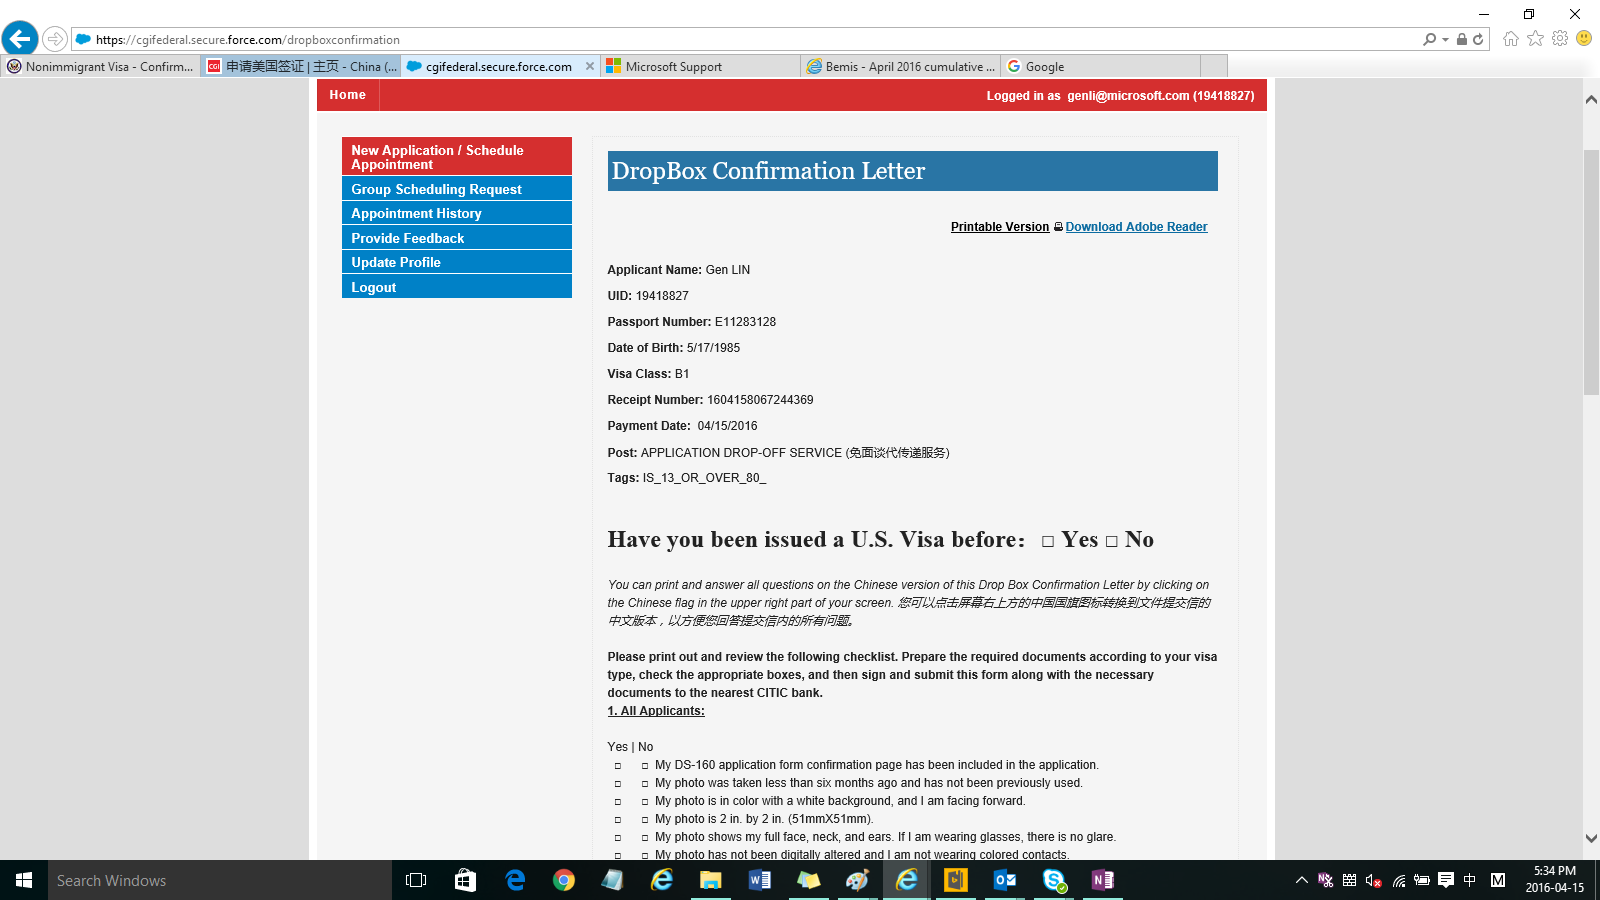 https://cgifederal.secure.force.com/dropboxconfirmation
Nonimmigrant Visa - Confirm...
申请美国签证 | 主页 - China (...
cgifederal.secure.force.com
Microsoft Support
Bemis - April 2016 cumulative ...
Google
Home
Logged in as genli@microsoft.com (19418827)
New Application / Schedule
Appointment
Group Scheduling Request
Appointment History
Provide Feedback
Update Profile
Logout
DropBox Confirmation Letter
Printable Version Download Adobe Reader
Applicant Name: Gen LIN
UID: 19418827
Passport Number: E11283128
Date of Birth: 5/17/1985
Visa Class: B1
Receipt Number: 1604158067244369
Payment Date: 04/15/2016
Post: APPLICATION DROP-OFF SERVICE (免面谈代传递服务)
Tags: IS_13_OR_OVER_80_
Have you been issued a U.S. Visa before: □ Yes □ No
You can print and answer all questions on the Chinese version of this Drop Box Confirmation Letter by clicking on
the Chinese flag in the upper right part of your screen. 您可以点击屏幕右上方的中国国旗图标转换到文件提交信的
中文版本，以方便您回答提交信内的所有问题。
Please print out and review the following checklist. Prepare the required documents according to your visa
type, check the appropriate boxes, and then sign and submit this form along with the necessary
documents to the nearest CITIC bank.
1. All Applicants:
Yes | No
□ □ My DS-160 application form confirmation page has been included in the application.
□ □ My photo was taken less than six months ago and has not been previously used.
□ □ My photo is in color with a white background, and I am facing forward.
□ □ My photo is 2 in. by 2 in. (51mmX51mm).
□ □ My photo shows my full face, neck, and ears. If I am wearing glasses, there is no glare.
□ □ My photo has not been digitally altered and I am not wearing colored contacts.
Search Windows
中
M
5:34 PM
2016-04-15